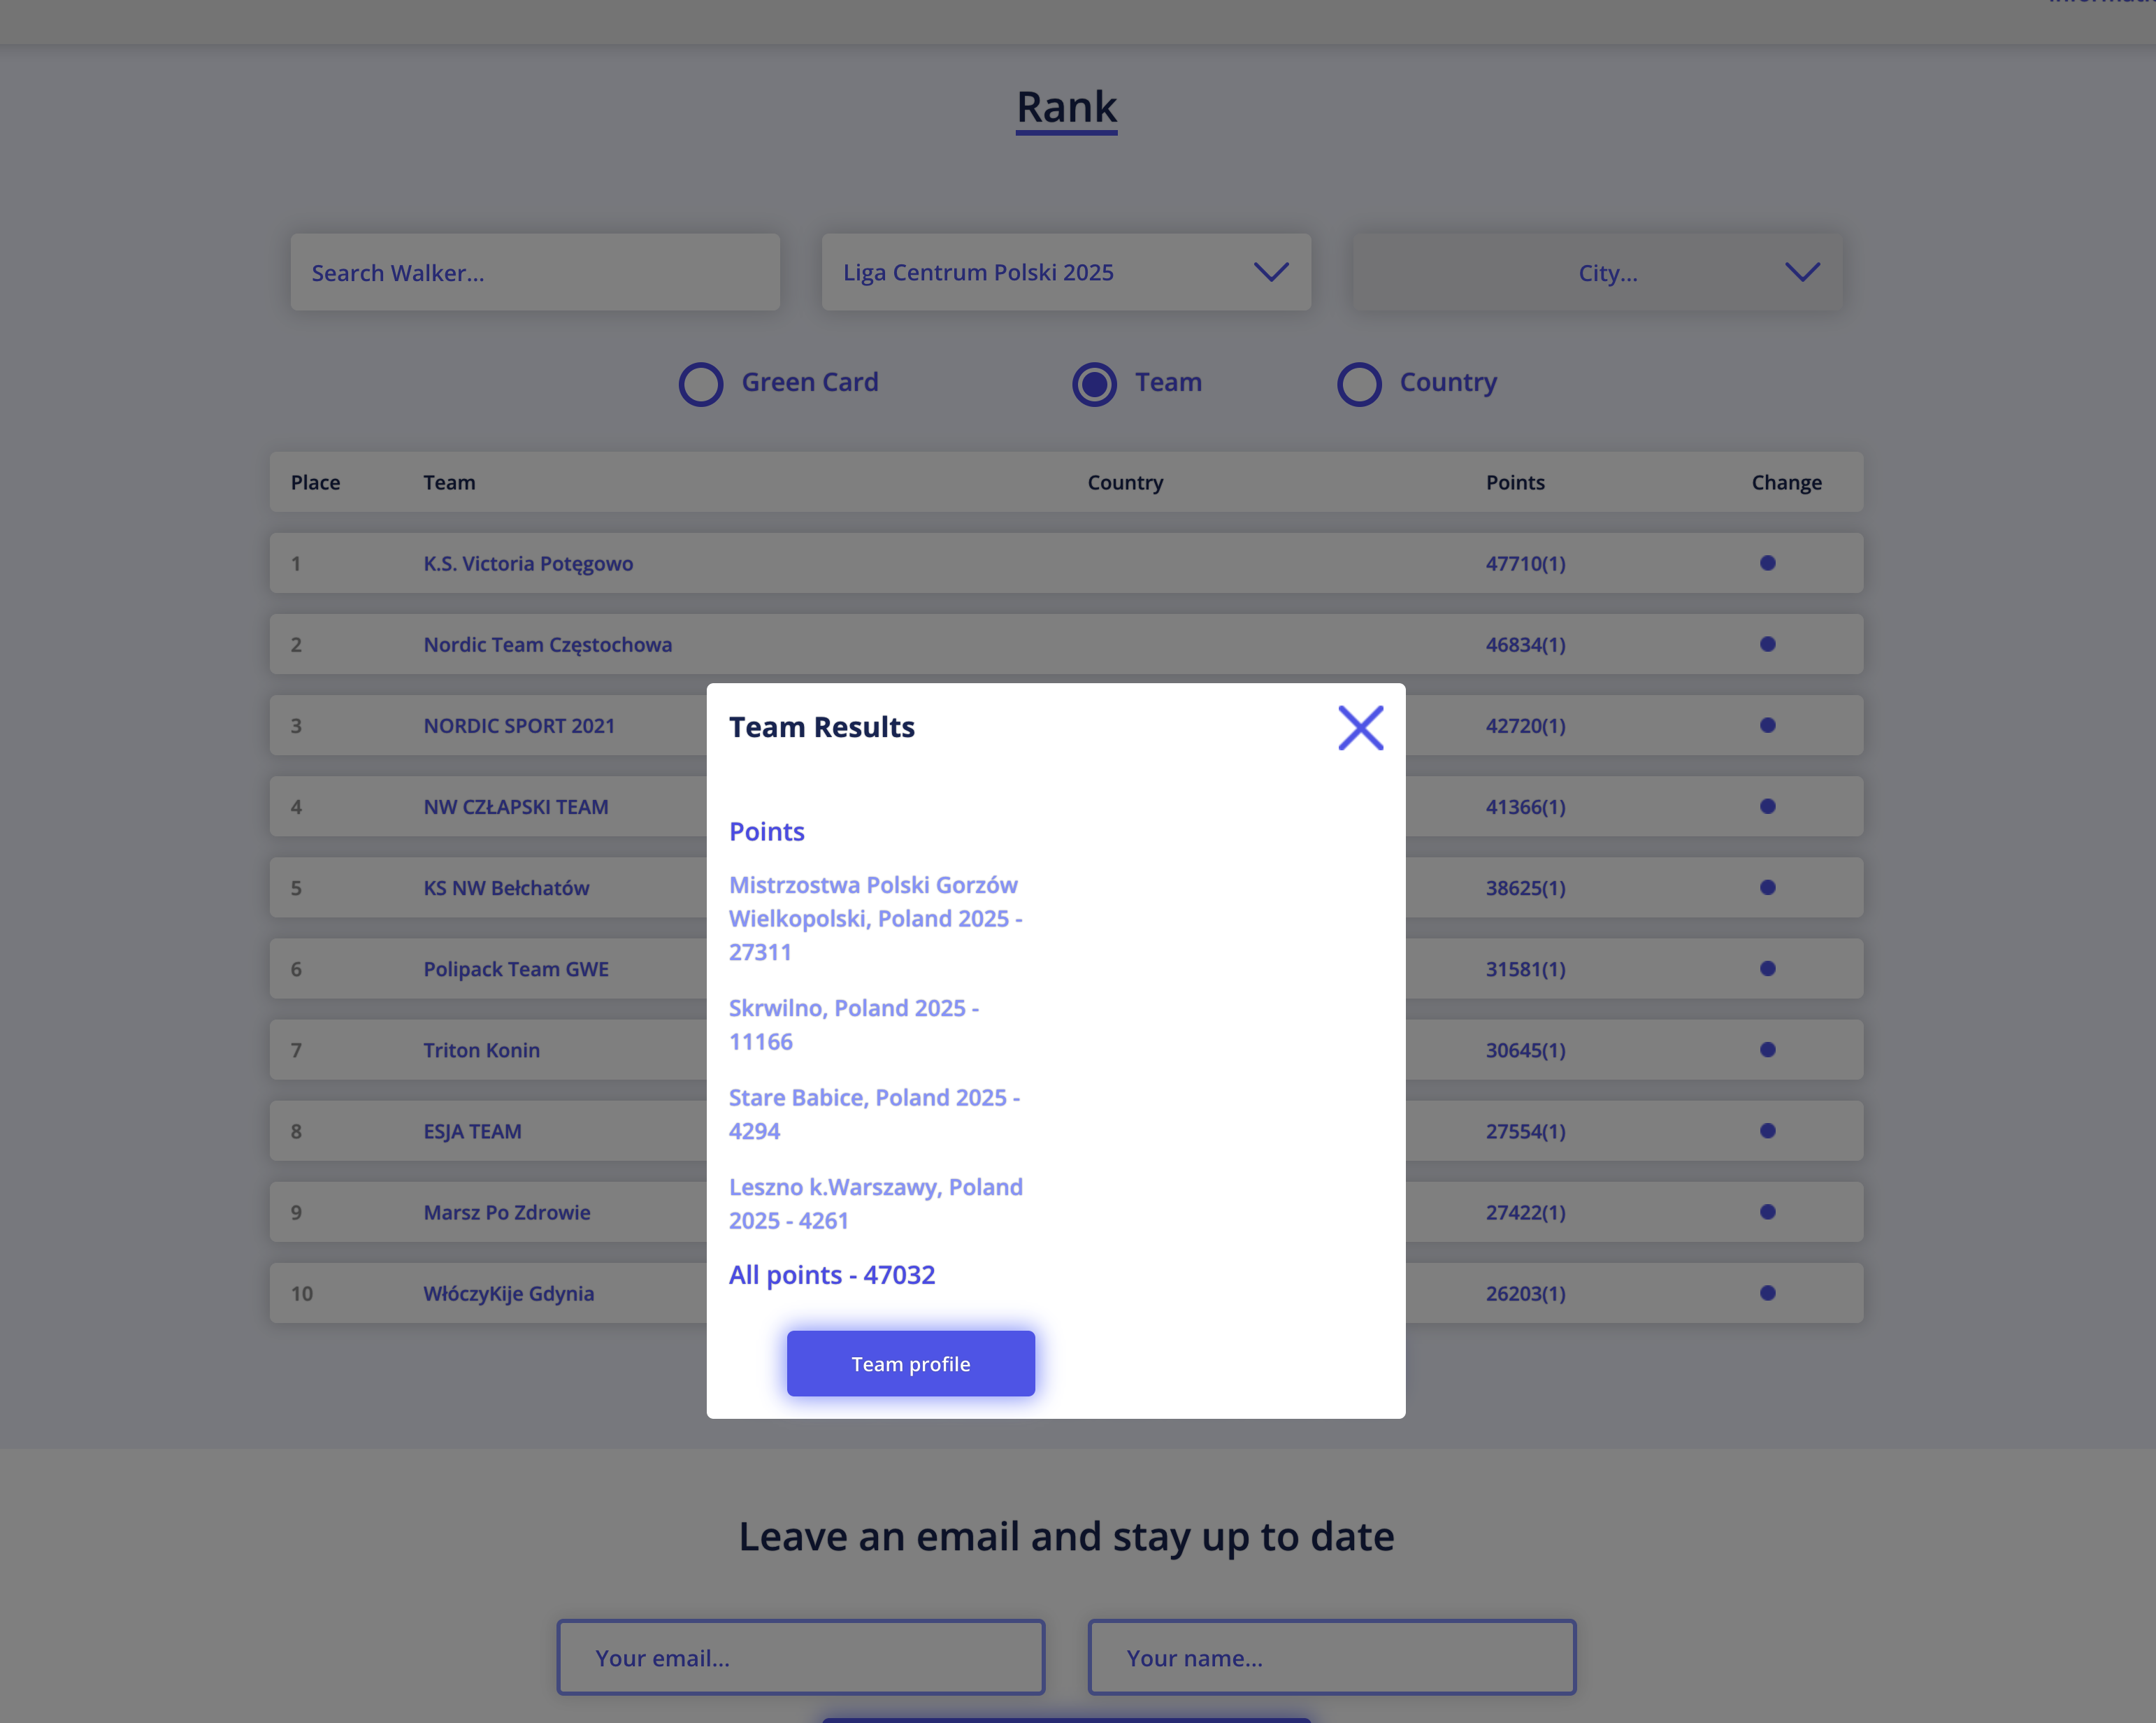 Rank
Search Walker...
Liga Centrum Polski 2025
City...
Green Card
Team
Country
Place Team Country Points Change
1 K.S. Victoria Potęgowo 47710(1)
2 Nordic Team Częstochowa 46834(1)
3 NORDIC SPORT 2021 42720(1)
4 NW CZŁAPSKI TEAM 41366(1)
5 KS NW Bełchatów 38625(1)
6 Polipack Team GWE 31581(1)
7 Triton Konin 30645(1)
8 ESJA TEAM 27554(1)
9 Marsz Po Zdrowie 27422(1)
10 WłóczyKije Gdynia 26203(1)
Team Results
Points
Mistrzostwa Polski Gorzów
Wielkopolski, Poland 2025 -
27311
Skrwilno, Poland 2025 -
11166
Stare Babice, Poland 2025 -
4294
Leszno k.Warszawy, Poland
2025 - 4261
All points - 47032
Team profile
Leave an email and stay up to date
Your email...
Your name...